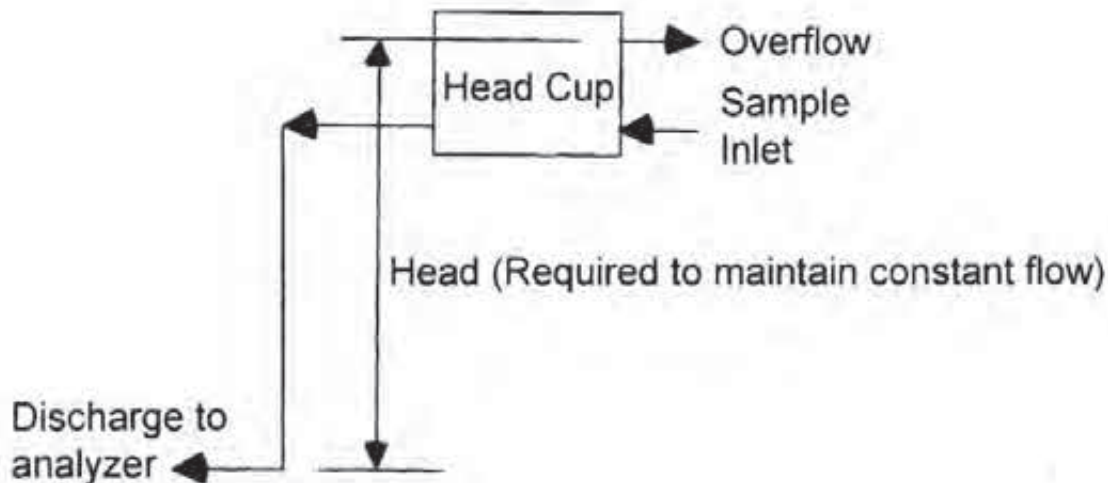 Overflow
Head Cup
Sample
Inlet
Head (Required to maintain constant flow)
Discharge to
analyzer